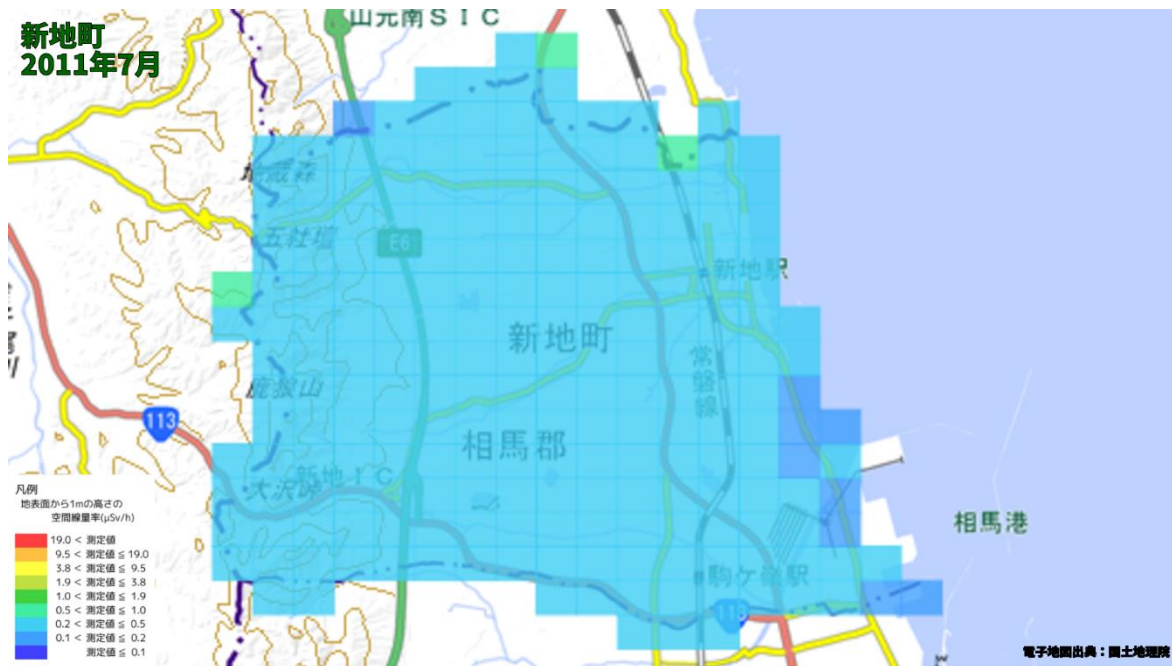 新地町
2011年7月
山元南ＳＩＣ
地蔵森
五社壇
E6
新地駅
新地町
常磐線
鹿狼山
113
相馬郡
新地ＩＣ
大沢峠
相馬港
駒ケ嶺駅
113
凡例
地表面から1mの高さの
空間線量率(μSv/h)
19.0 < 測定値
9.5 < 測定値 ≤ 19.0
3.8 < 測定値 ≤ 9.5
1.9 < 測定値 ≤ 3.8
1.0 < 測定値 ≤ 1.9
0.5 < 測定値 ≤ 1.0
0.2 < 測定値 ≤ 0.5
0.1 < 測定値 ≤ 0.2
測定値 ≤ 0.1
電子地図出典：国土地理院